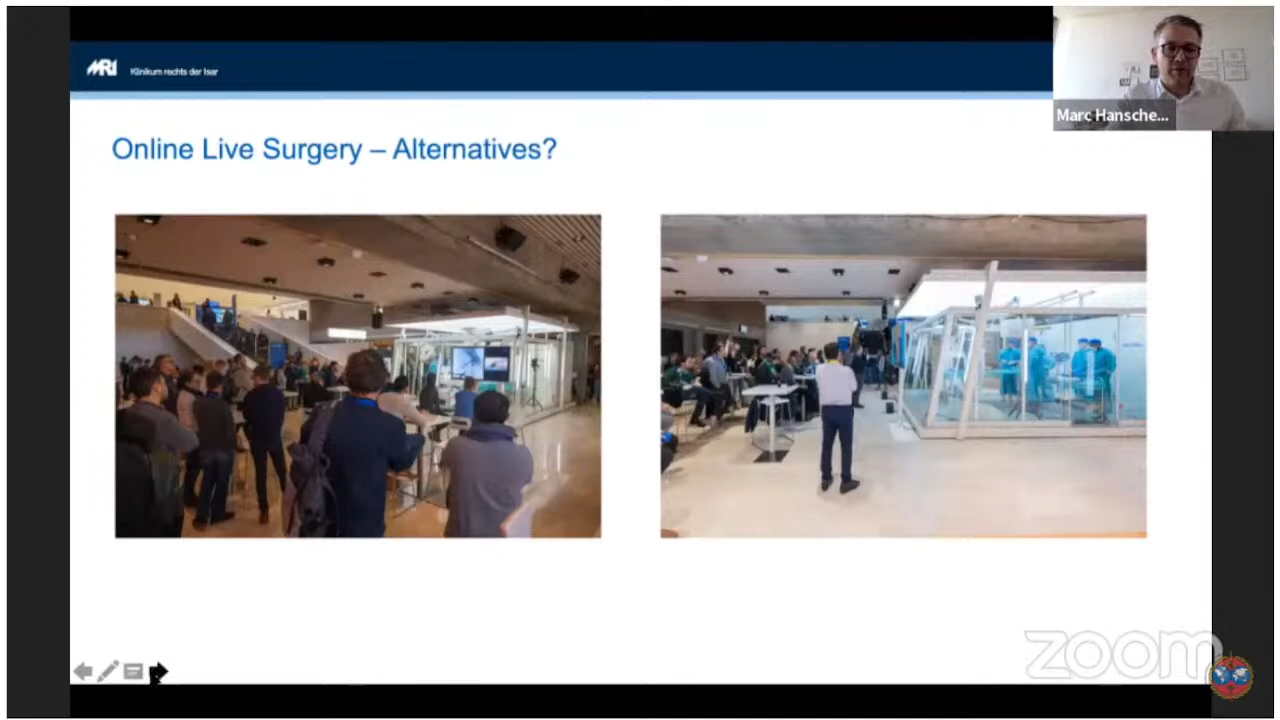 MRI
Klinikum rechts der Isar
Marc Hansche...
Online Live Surgery – Alternatives?
zoom